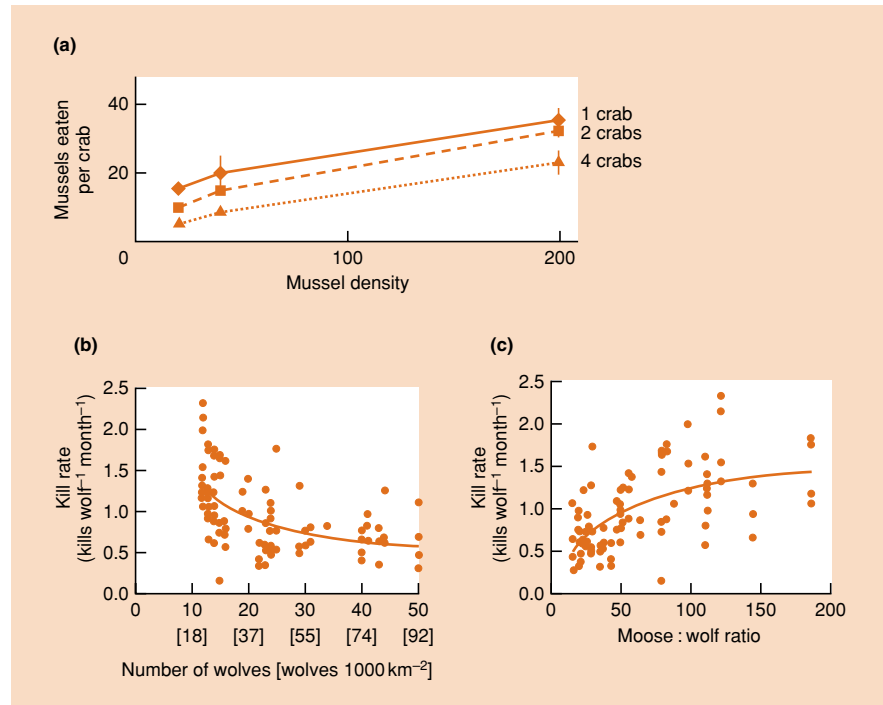 (a)
Mussels eaten
per crab
40
20
0
100
200
Mussel density
1 crab
2 crabs
4 crabs
(b)
Kill rate
(kills wolf⁻¹ month⁻¹)
2.5
2.0
1.5
1.0
0.5
0.0
0 10 20 30 40 50
[18] [37] [55] [74] [92]
Number of wolves [wolves 1000 km⁻²]
(c)
Kill rate
(kills wolf⁻¹ month⁻¹)
2.5
2.0
1.5
1.0
0.5
0.0
0 50 100 150 200
Moose : wolf ratio